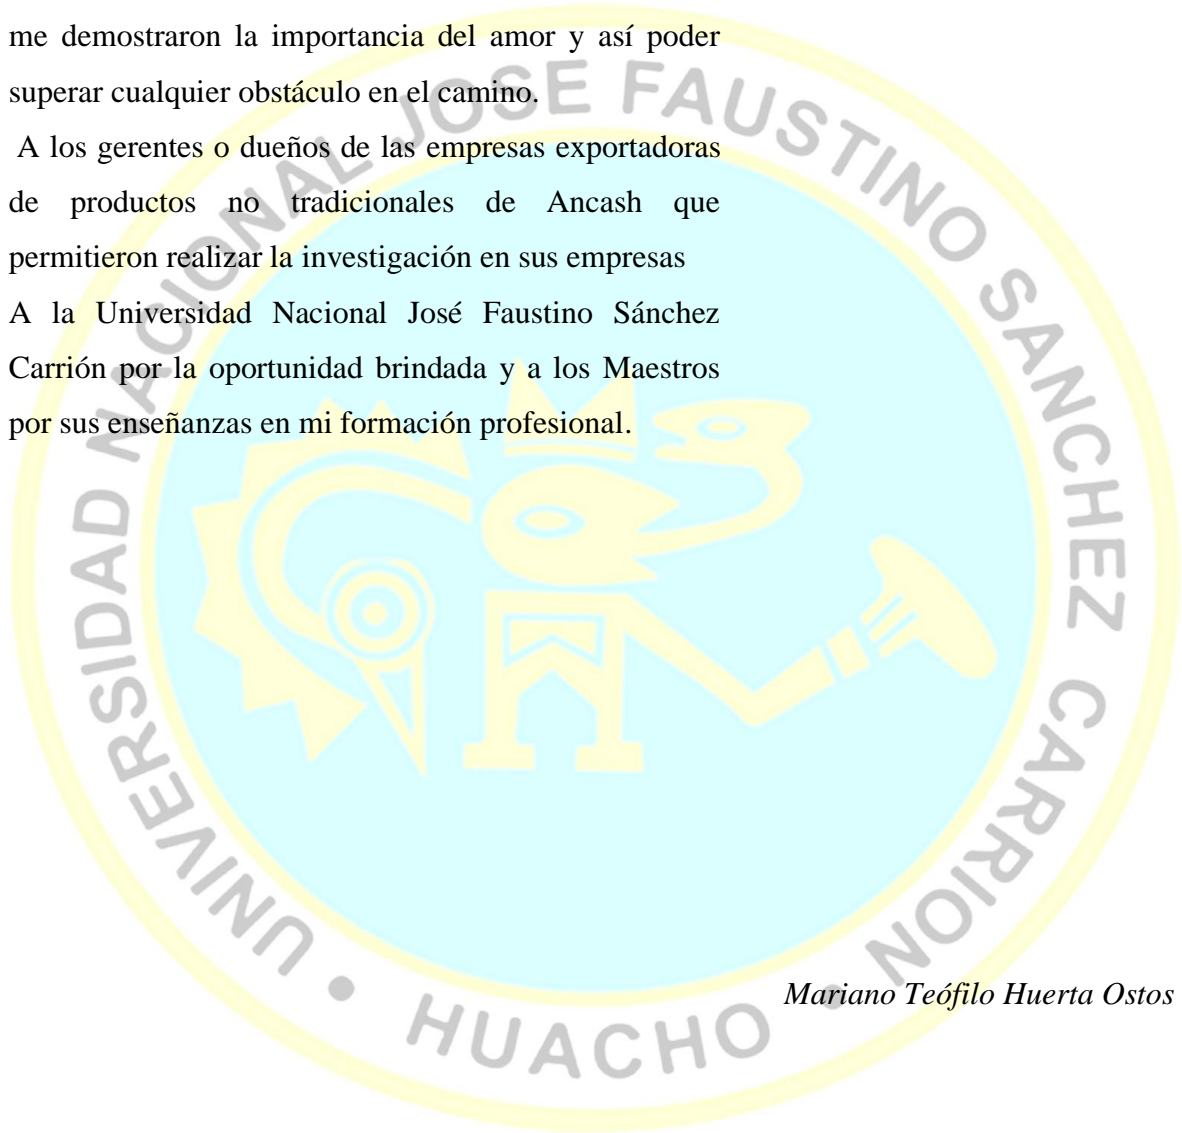 me demostraron la importancia del amor y así poder
superar cualquier obstáculo en el camino.
A los gerentes o dueños de las empresas exportadoras
de productos no tradicionales de Ancash que
permitieron realizar la investigación en sus empresas
A la Universidad Nacional José Faustino Sánchez
Carrión por la oportunidad brindada y a los Maestros
por sus enseñanzas en mi formación profesional.
Mariano Teófilo Huerta Ostos
UNIVERSIDAD NACIONAL JOSE FAUSTINO SANCHEZ CARRION • HUACHO •